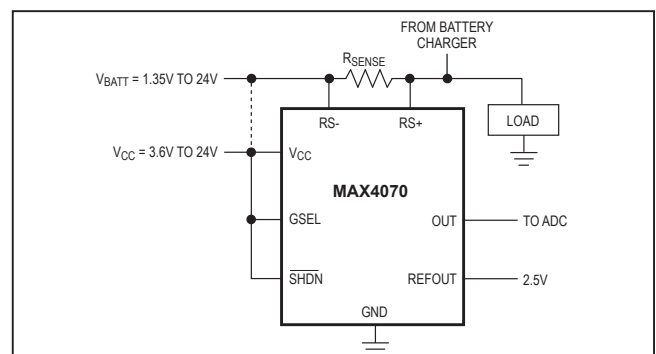 FROM BATTERY
CHARGER
RSENSE
VBATT = 1.35V TO 24V
RS-
RS+
LOAD
VCC = 3.6V TO 24V
VCC
MAX4070
GSEL
OUT
TO ADC
SHDN
REFOUT
2.5V
GND